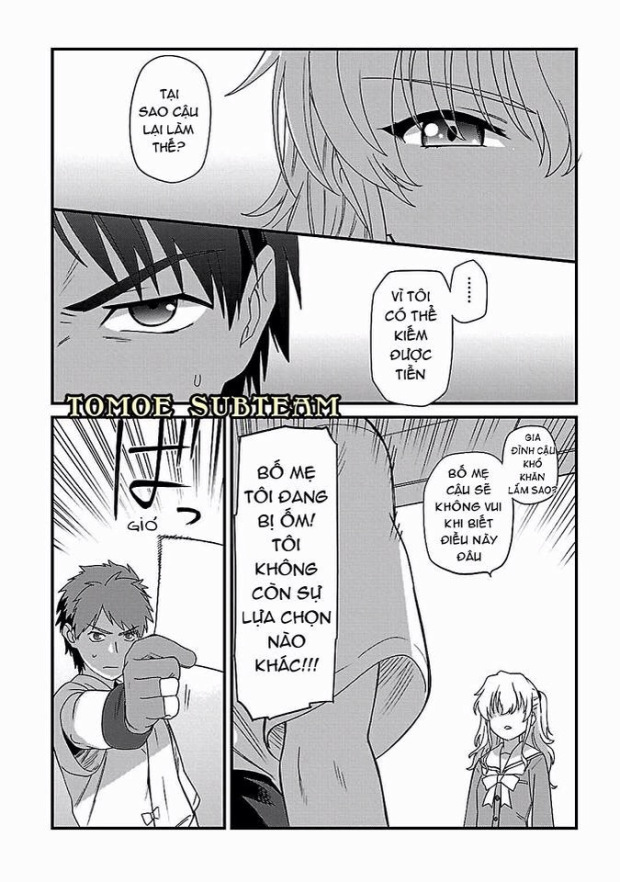 TẠI
SAO CẬU
LẠI LÀM
THẾ?
......
VÌ TÔI
CÓ THỂ
KIẾM
ĐƯỢC
TIỀN
TOMOE SUBTEAM
GIA
ĐÌNH CẬU
KHÓ
KHĂN
LẮM SAO?
BỐ MẸ
CẬU SẼ
KHÔNG VUI
KHI BIẾT
ĐIỀU NÀY
ĐÂU
BỐ MẸ
TÔI ĐANG
BỊ ỐM!
TÔI
KHÔNG
CÒN SỰ
LỰA CHỌN
NÀO
KHÁC!!!
ばっ
GIÓ